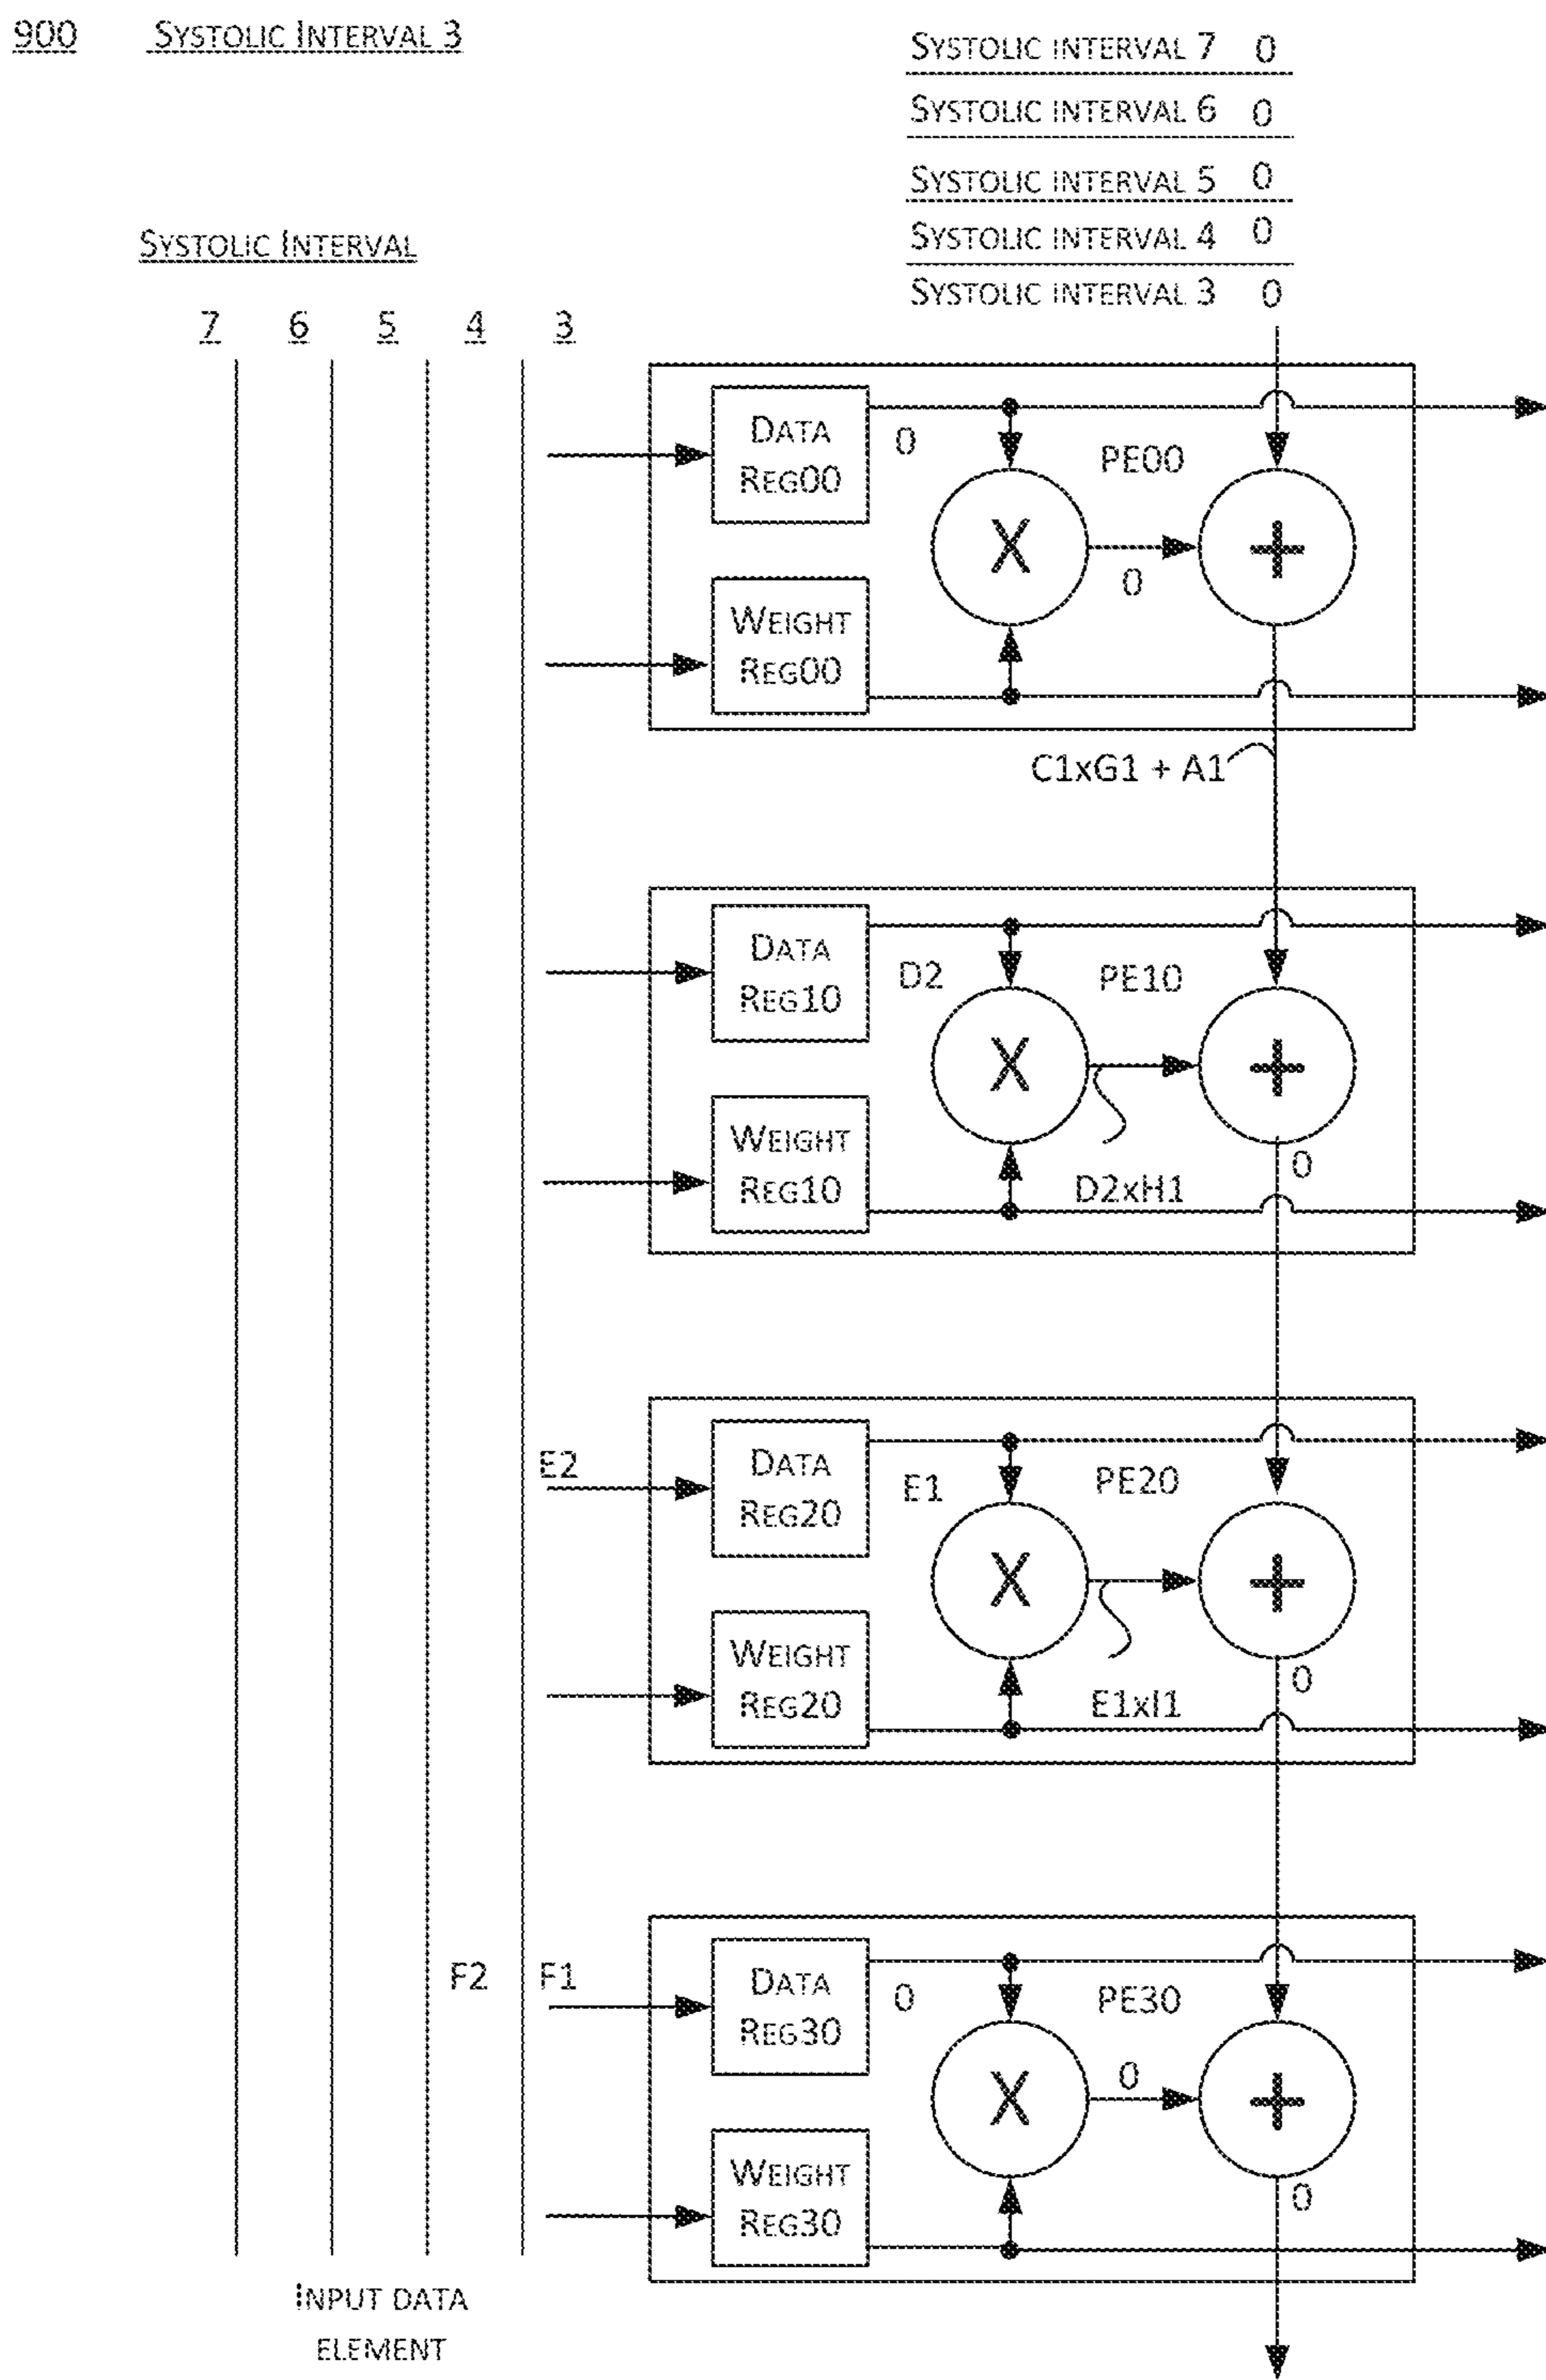 900 SYSTOLIC INTERVAL 3
SYSTOLIC INTERVAL 7 0
SYSTOLIC INTERVAL 6 0
SYSTOLIC INTERVAL 5 0
SYSTOLIC INTERVAL 4 0
SYSTOLIC INTERVAL 3 0
SYSTOLIC INTERVAL
7 6 5 4 3
DATA
REG00
0
PE00
X
+
0
WEIGHT
REG00
C1xG1 + A1
DATA
REG10
D2
PE10
X
+
0
WEIGHT
REG10
D2xH1
E2
DATA
REG20
E1
PE20
X
+
0
WEIGHT
REG20
E1xI1
F2 F1
DATA
REG30
0
PE30
X
0
+
0
WEIGHT
REG30
INPUT DATA
ELEMENT